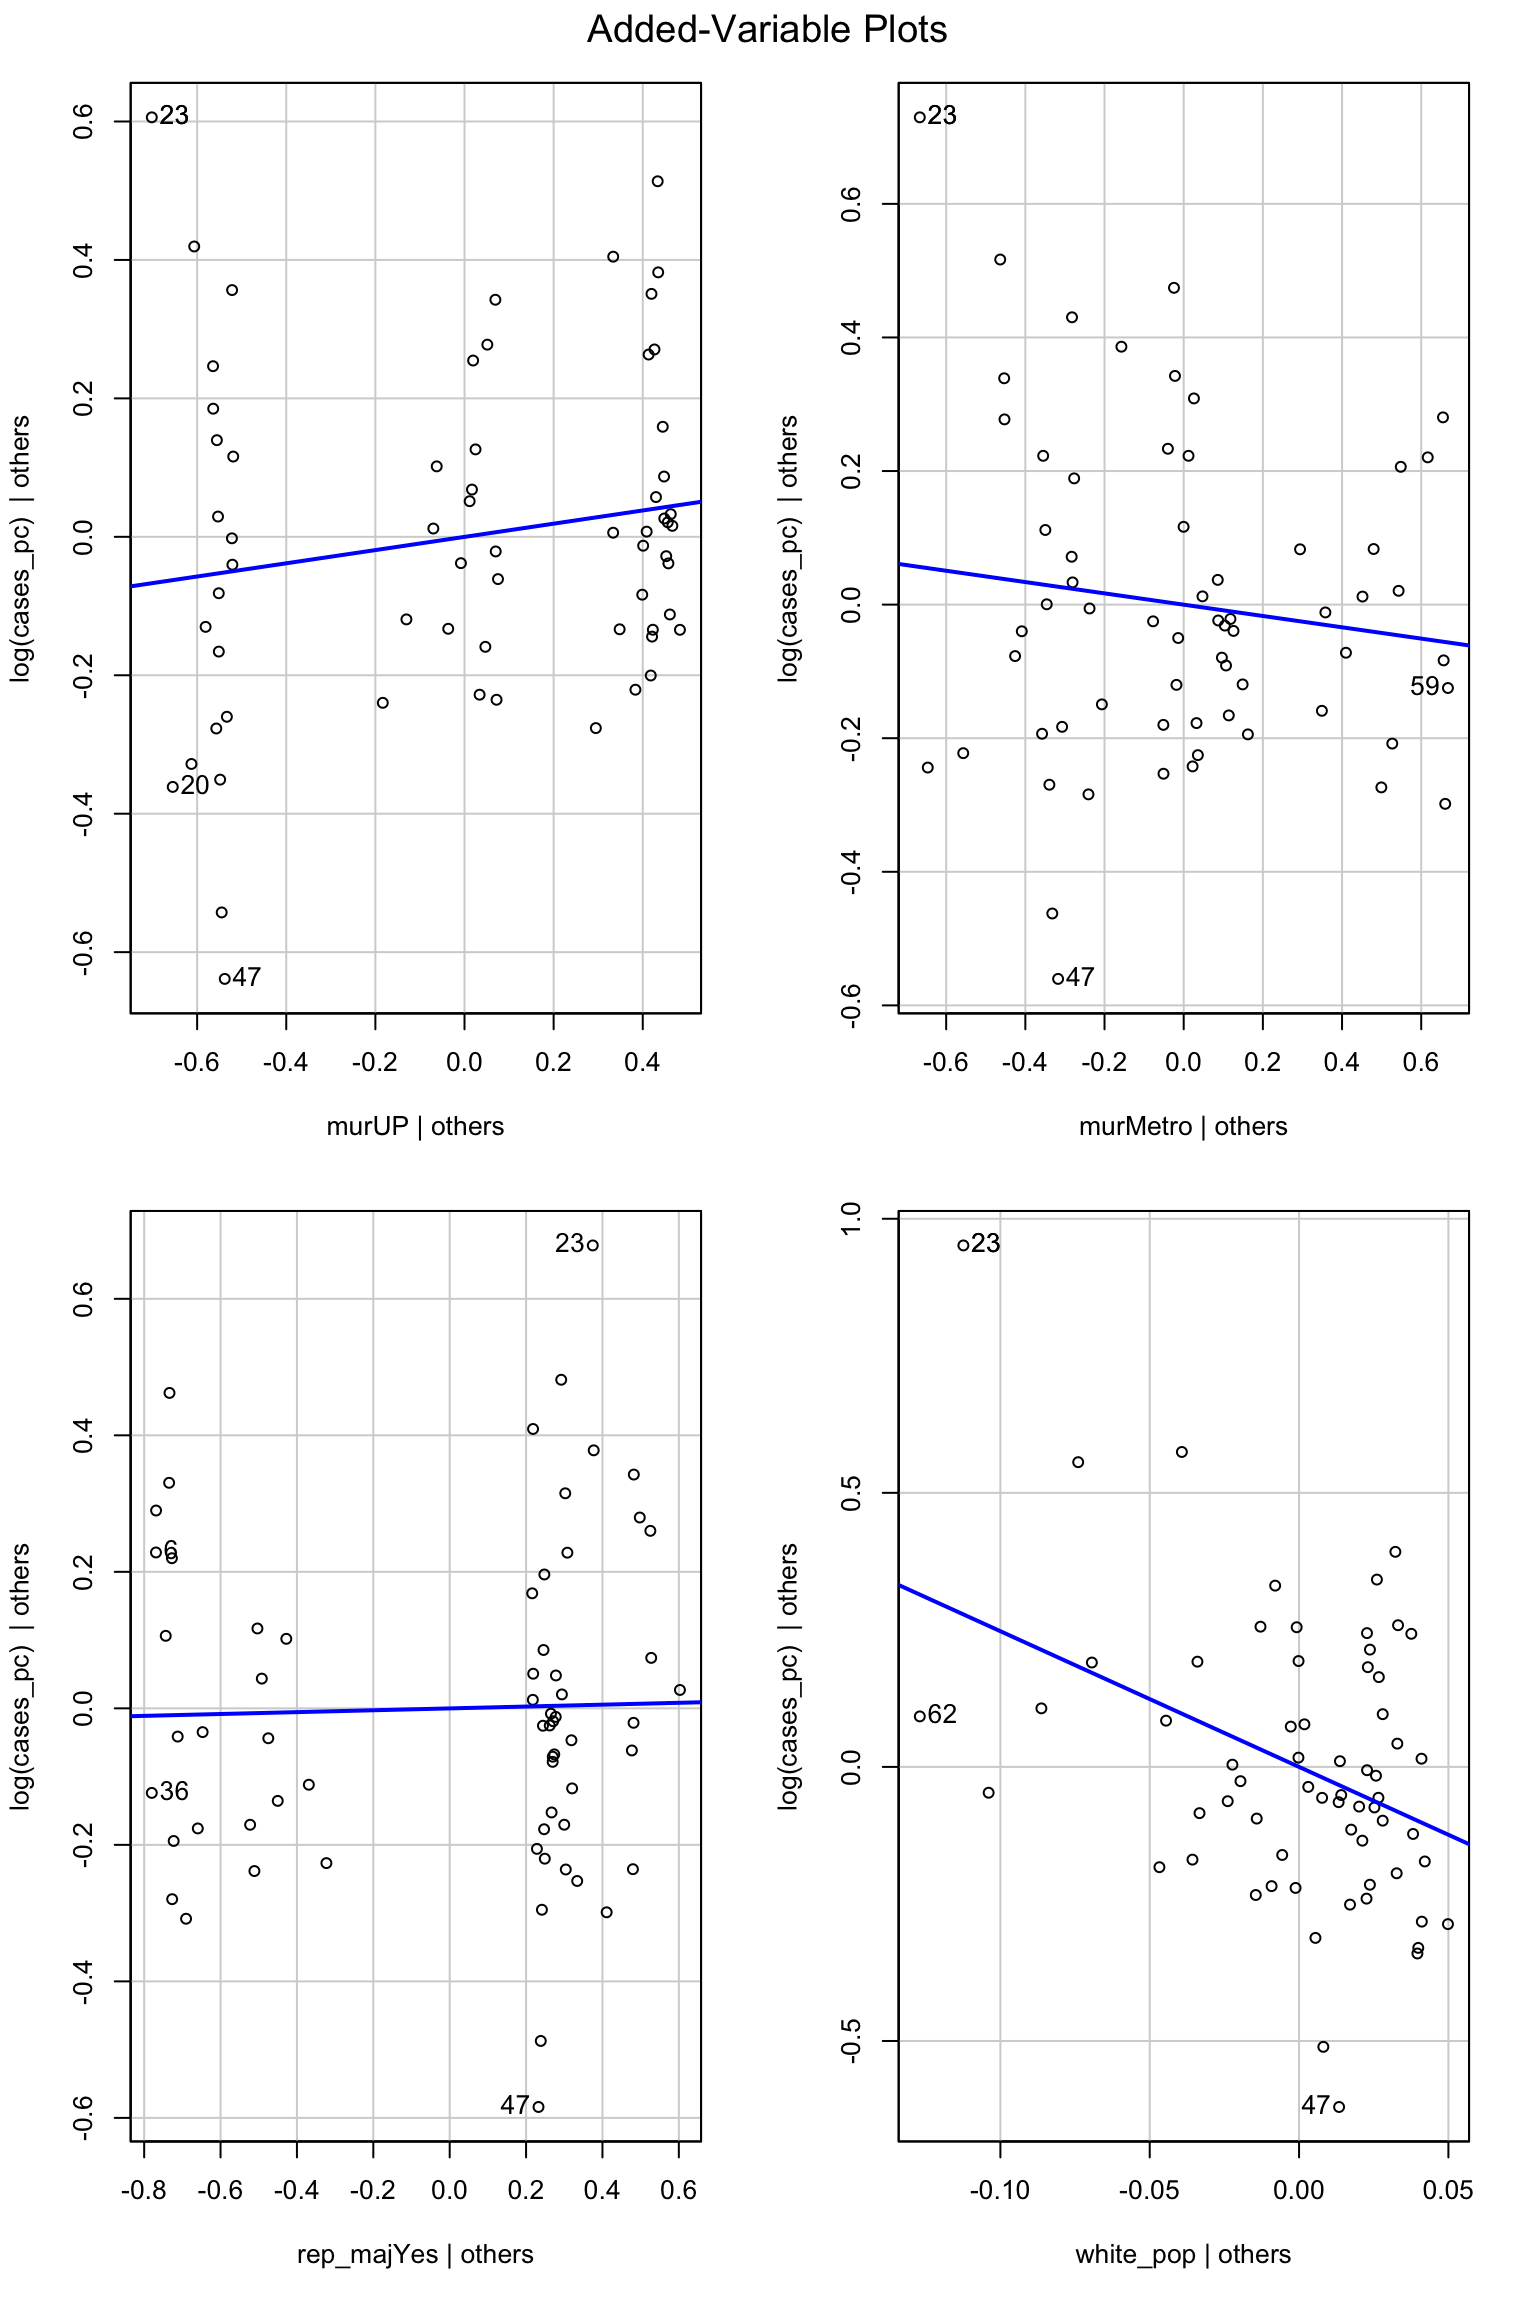 Added-Variable Plots
log(cases_pc) | others
0.6
0.4
0.2
0.0
-0.2
-0.4
-0.6
23
20
47
-0.6 -0.4 -0.2 0.0 0.2 0.4
murUP | others
log(cases_pc) | others
0.6
0.4
0.2
0.0
-0.2
-0.4
-0.6
23
59
47
-0.6 -0.4 -0.2 0.0 0.2 0.4 0.6
murMetro | others
log(cases_pc) | others
0.6
0.4
0.2
0.0
-0.2
-0.4
-0.6
23
6
36
47
-0.8 -0.6 -0.4 -0.2 0.0 0.2 0.4 0.6
rep_majYes | others
log(cases_pc) | others
1.0
0.5
0.0
-0.5
23
62
47
-0.10 -0.05 0.00 0.05
white_pop | others